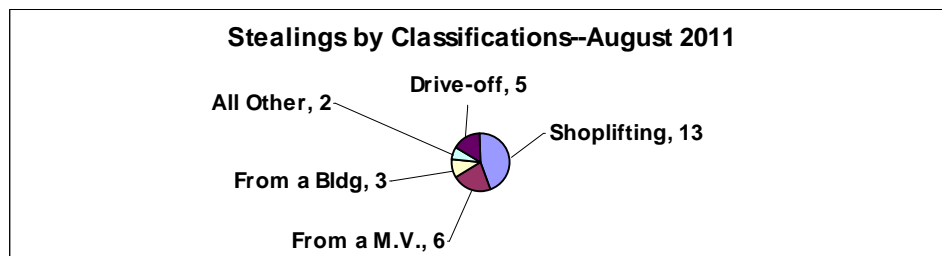 Stealings by Classifications--August 2011
Drive-off, 5
All Other, 2
Shoplifting, 13
From a Bldg, 3
From a M.V., 6